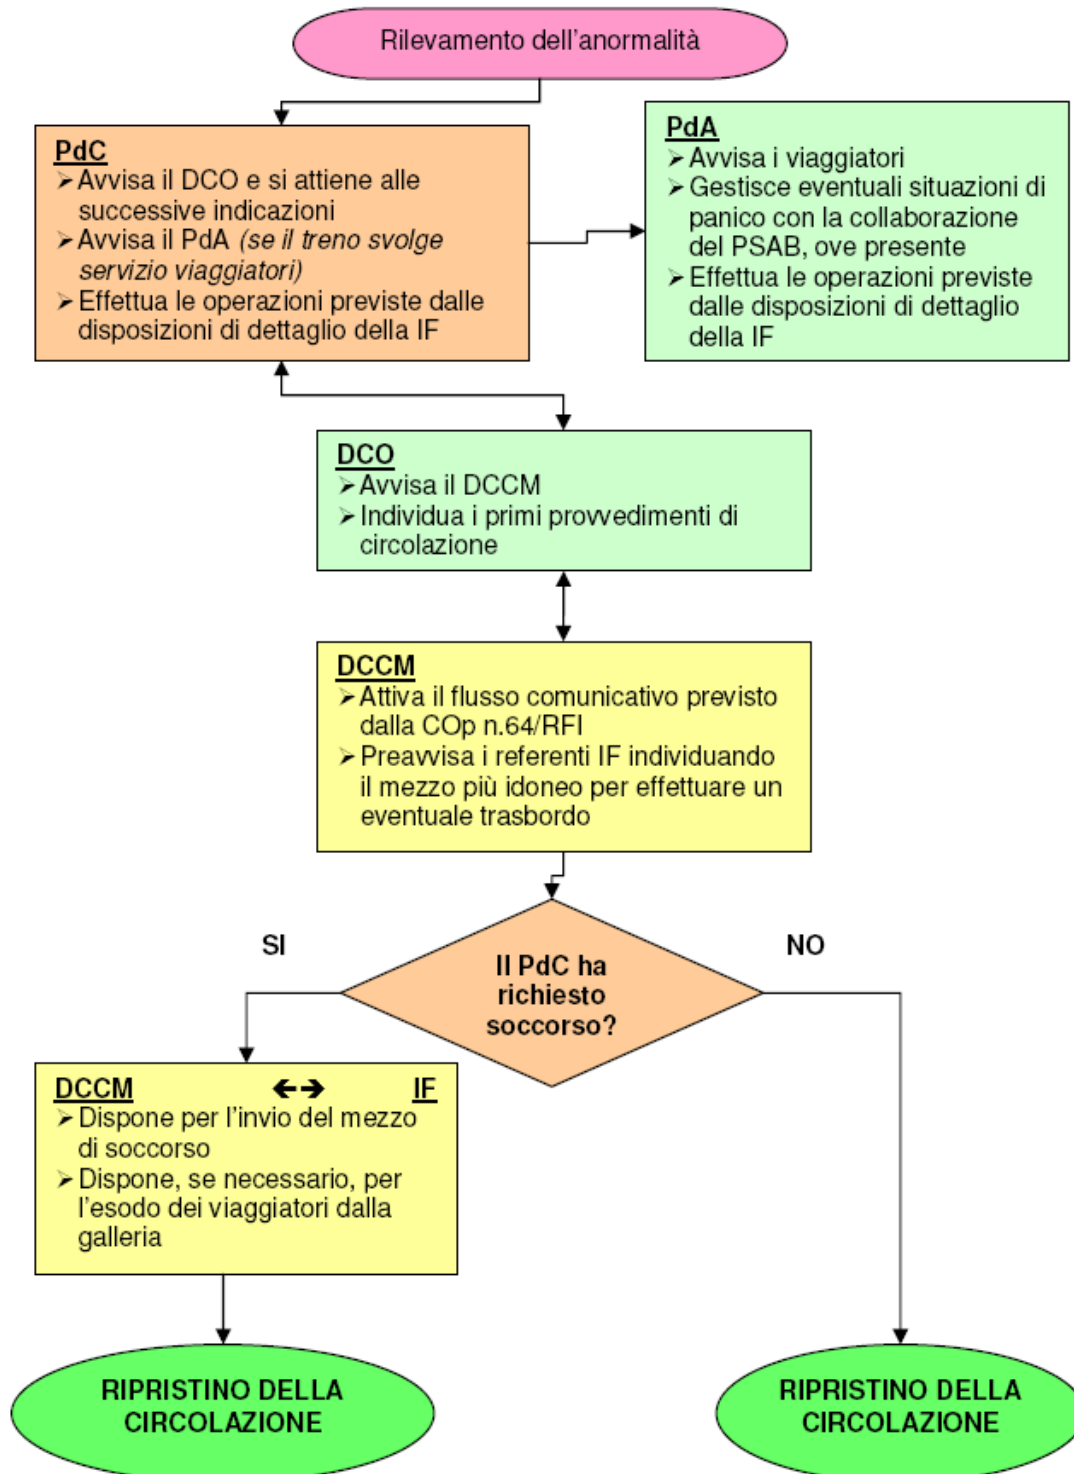 Rilevamento dell'anormalità
PdC
➢Avvisa il DCO e si attiene alle
successive indicazioni
➢Avvisa il PdA (se il treno svolge
servizio viaggiatori)
➢Effettua le operazioni previste dalle
disposizioni di dettaglio della IF
PdA
➢Avvisa i viaggiatori
➢Gestisce eventuali situazioni di
panico con la collaborazione
del PSAB, ove presente
➢Effettua le operazioni previste
dalle disposizioni di dettaglio
della IF
DCO
➢Avvisa il DCCM
➢Individua i primi provvedimenti di
circolazione
DCCM
➢Attiva il flusso comunicativo previsto
dalla COp n.64/RFI
➢Preavvisa i referenti IF individuando
il mezzo più idoneo per effettuare un
eventuale trasbordo
SI
NO
Il PdC ha
richiesto
soccorso?
DCCM ←→ IF
➢Dispone per l'invio del mezzo
di soccorso
➢Dispone, se necessario, per
l'esodo dei viaggiatori dalla
galleria
RIPRISTINO DELLA
CIRCOLAZIONE
RIPRISTINO DELLA
CIRCOLAZIONE